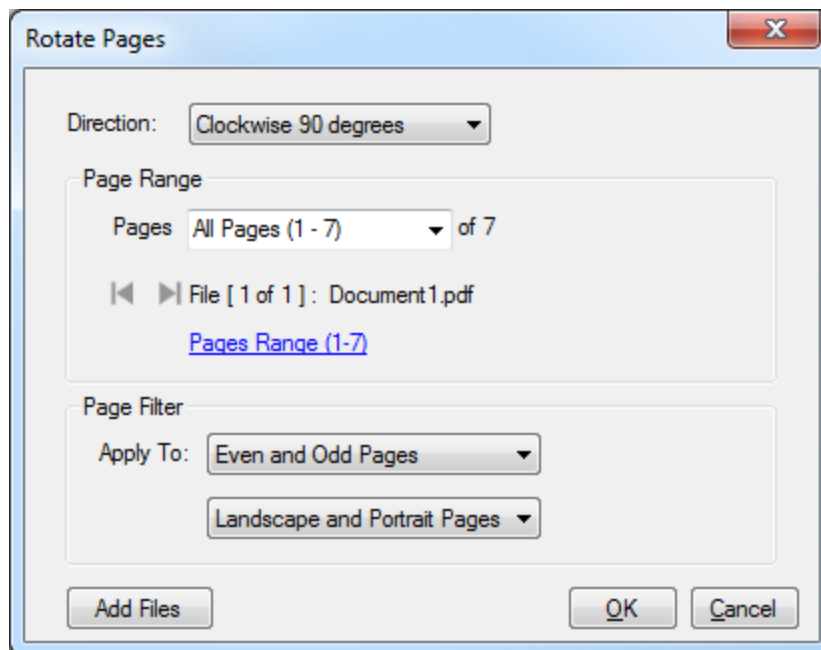 Rotate Pages
Direction: Clockwise 90 degrees
Page Range
Pages All Pages (1 - 7) of 7
File [ 1 of 1 ] : Document1.pdf
Pages Range (1-7)
Page Filter
Apply To: Even and Odd Pages
Landscape and Portrait Pages
Add Files OK Cancel